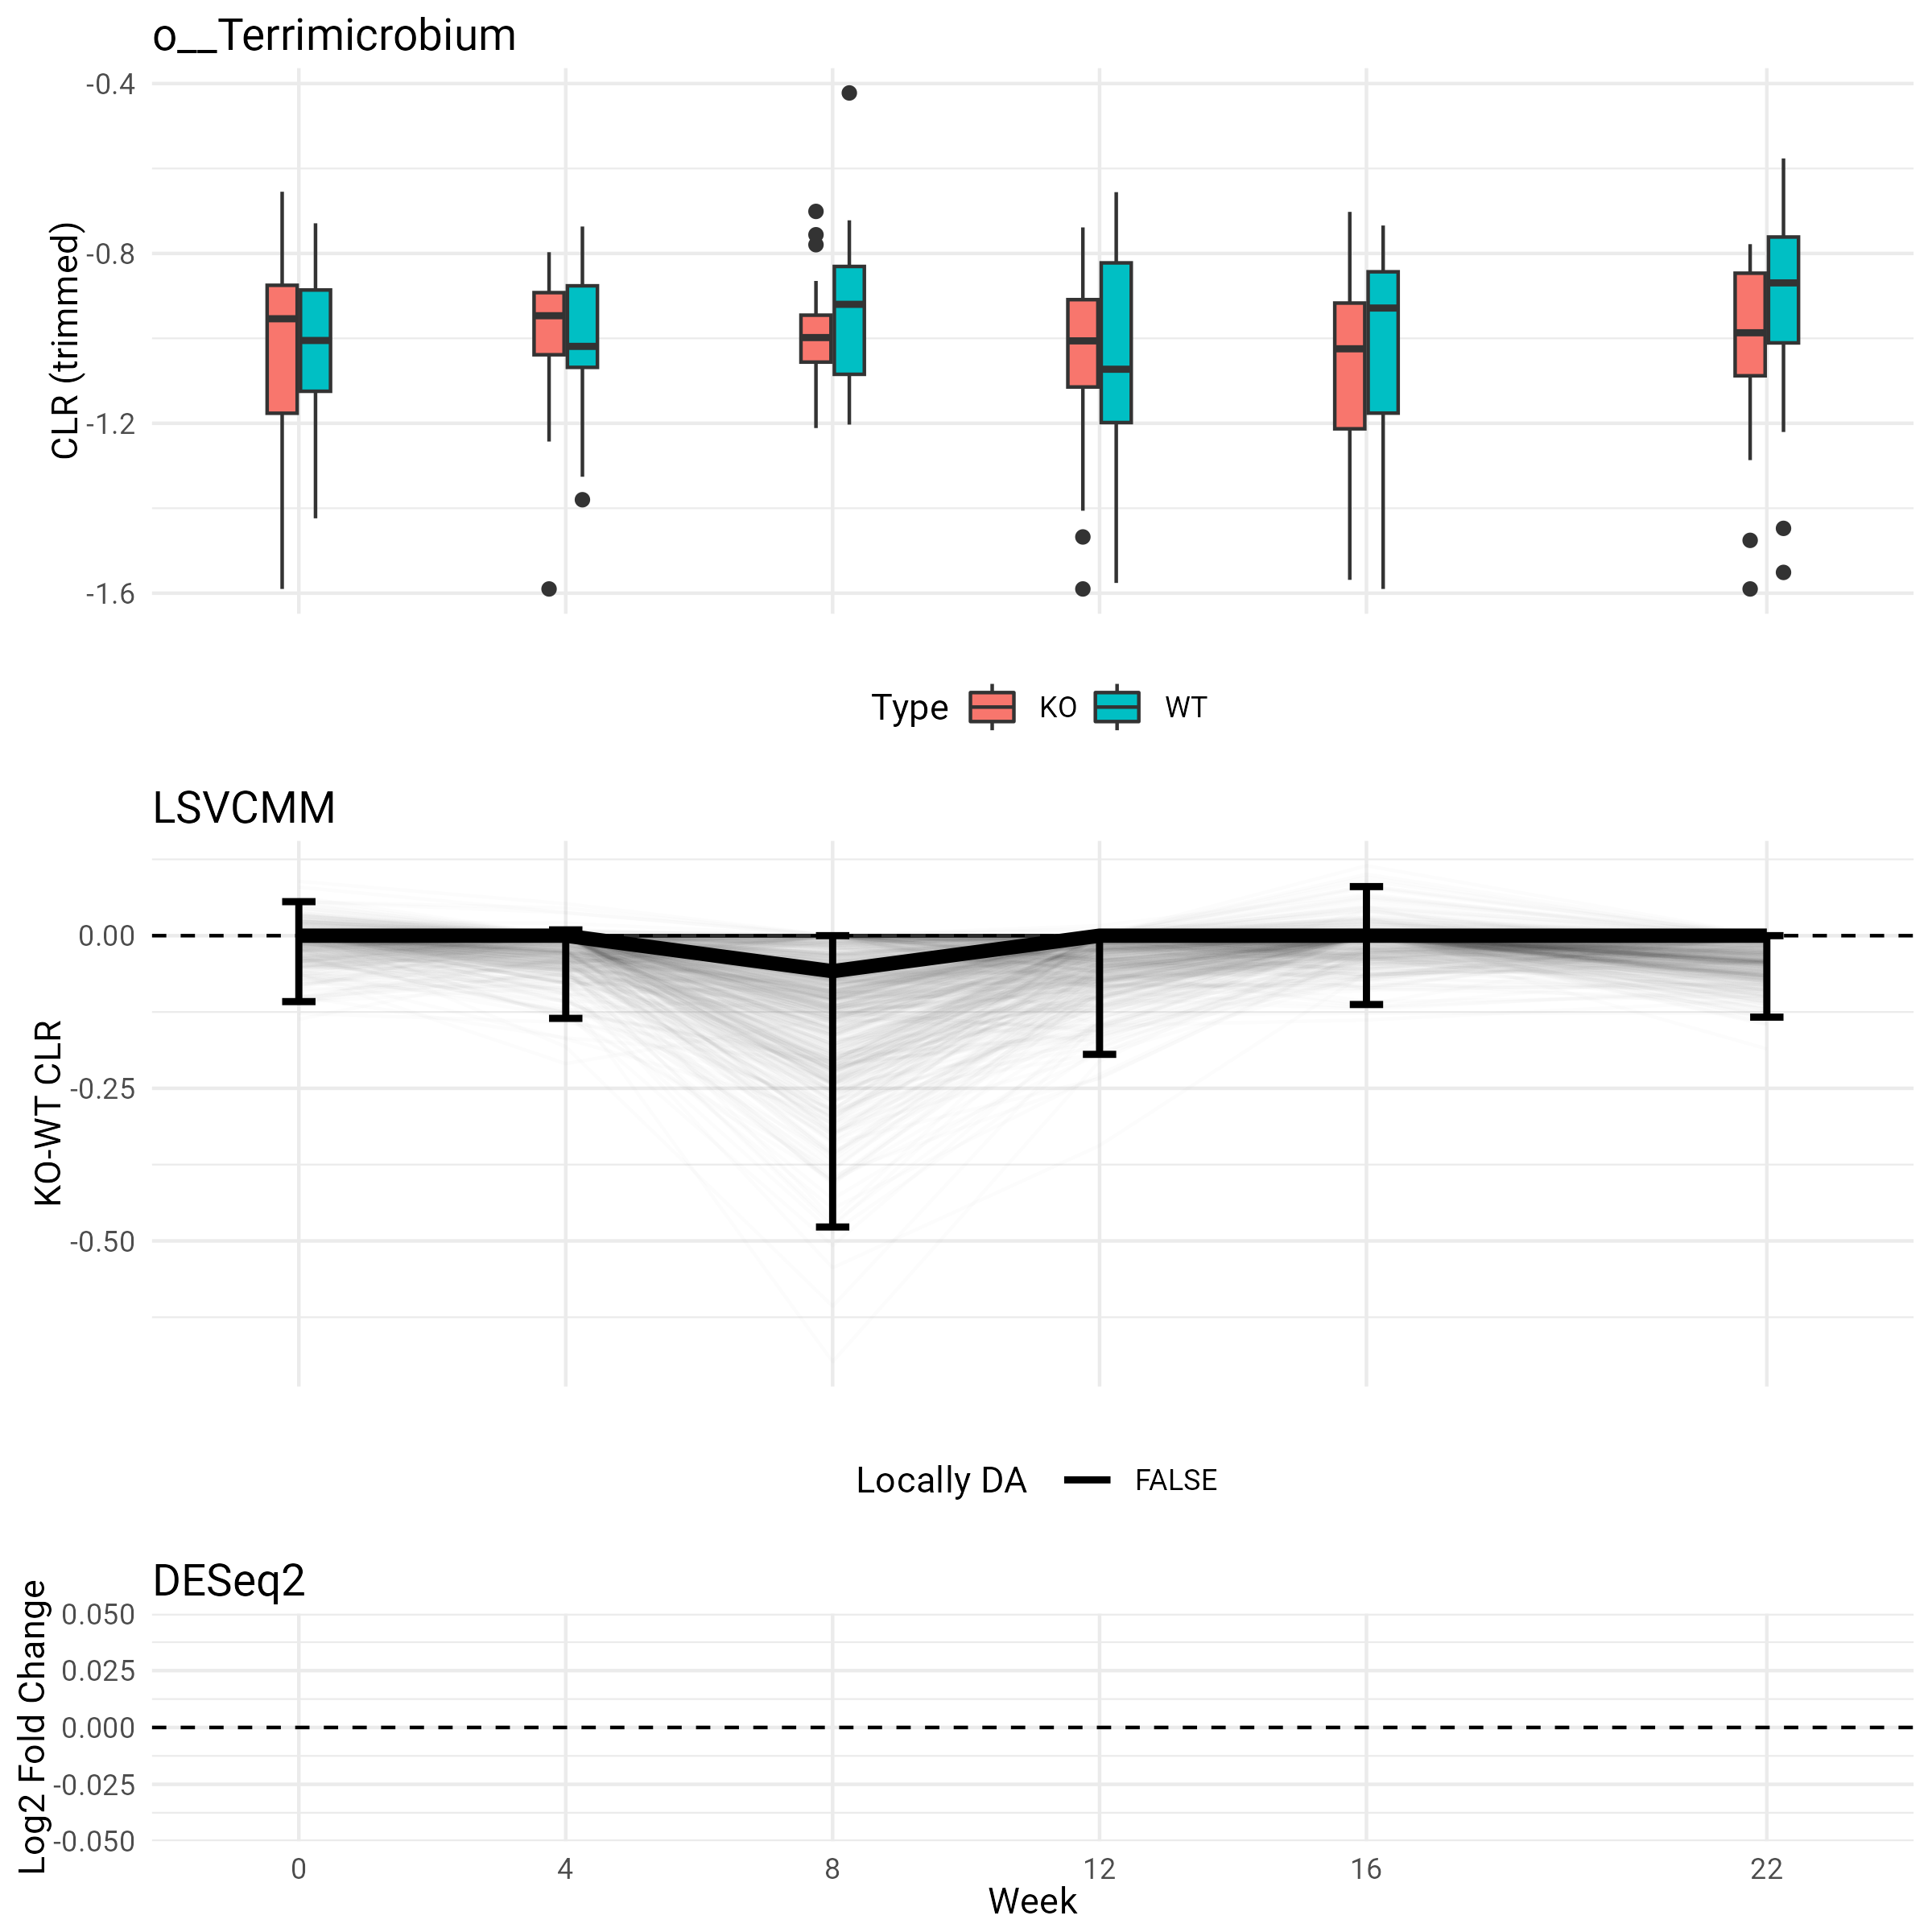 o__Terrimicrobium
CLR (trimmed)
-0.4
-0.8
-1.2
-1.6
Type KO WT
LSVCMM
KO-WT CLR
0.00
-0.25
-0.50
Locally DA FALSE
DESeq2
Log2 Fold Change
0.050
0.025
0.000
-0.025
-0.050
0 4 8 12 16 22
Week